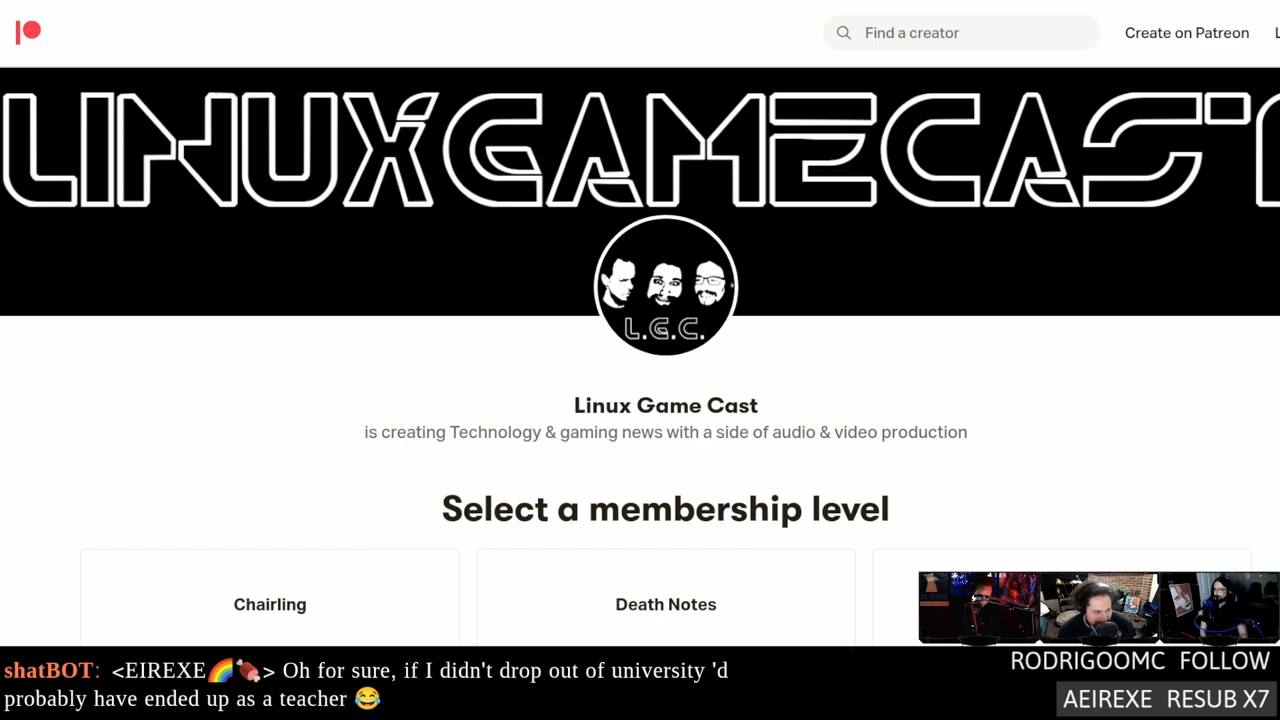 Find a creator
Create on Patreon
LINUXGAMECAST
L.G.C.
Linux Game Cast
is creating Technology & gaming news with a side of audio & video production
Select a membership level
Chairling
Death Notes
shatBOT: <EIREXE🌈🍖> Oh for sure, if I didn't drop out of university 'd
probably have ended up as a teacher 😂
RODRIGOOMC FOLLOW
AEIREXE RESUB X7